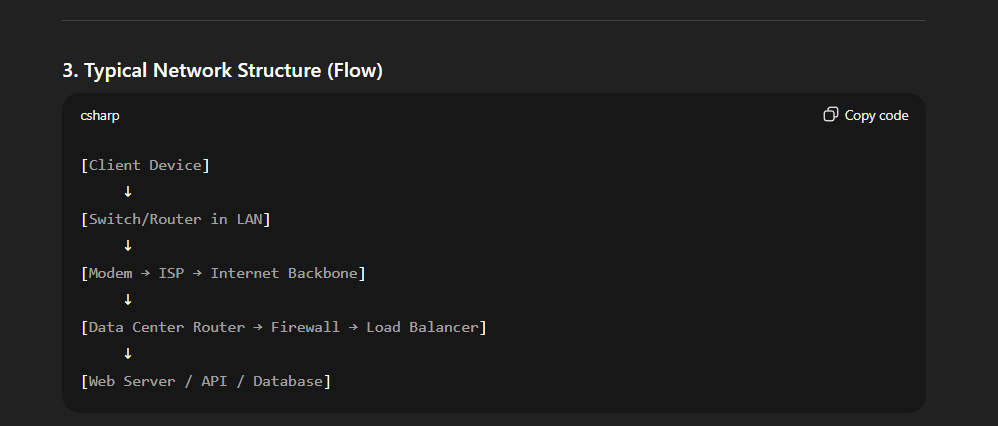 3. Typical Network Structure (Flow)
csharp
Copy code
[Client Device]
↓
[Switch/Router in LAN]
↓
[Modem → ISP → Internet Backbone]
↓
[Data Center Router → Firewall → Load Balancer]
↓
[Web Server / API / Database]